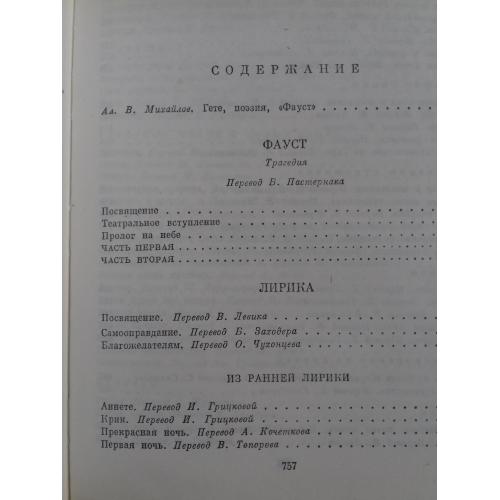 СОДЕРЖАНИЕ
Ал. В. Михайлов. Гете, поэзия, «Фауст»
ФАУСТ
Трагедия
Перевод Б. Пастернака
Посвящение
Театральное вступление
Пролог на небе
ЧАСТЬ ПЕРВАЯ
ЧАСТЬ ВТОРАЯ
ЛИРИКА
Посвящение. Перевод В. Левика
Самооправдание. Перевод Б. Заходера
Благожелателям. Перевод О. Чухонцева
ИЗ РАННЕЙ ЛИРИКИ
Аннете. Перевод И. Грицковой
Крик. Перевод И. Грицковой
Прекрасная ночь. Перевод А. Кочеткова
Первая ночь. Перевод В. Топорова
757